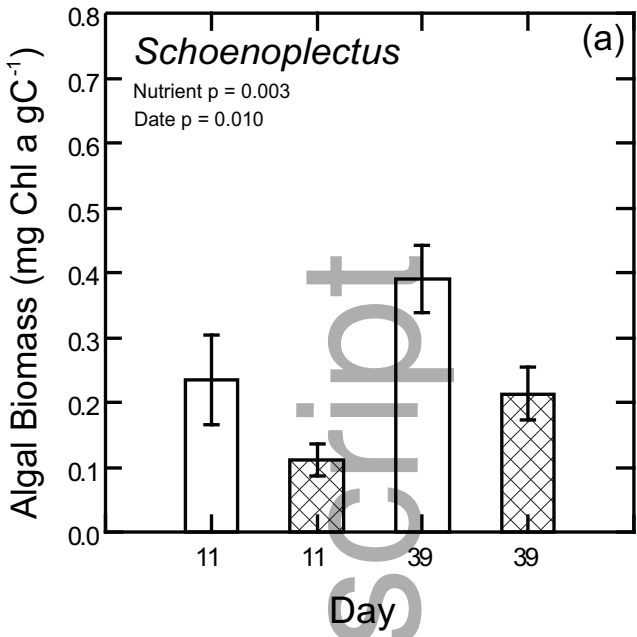 (a)
Schoenoplectus
Nutrient p = 0.003
Date p = 0.010
Algal Biomass (mg Chl a gC⁻¹)
0.8
0.7
0.6
0.5
0.4
0.3
0.2
0.1
0.0
11 11 39 39
Day
script